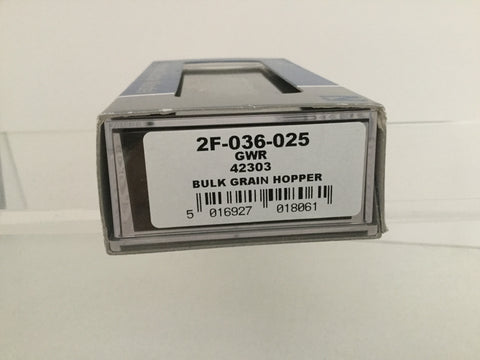 2F-036-025
GWR
42303
BULK GRAIN HOPPER
5 016927 018061